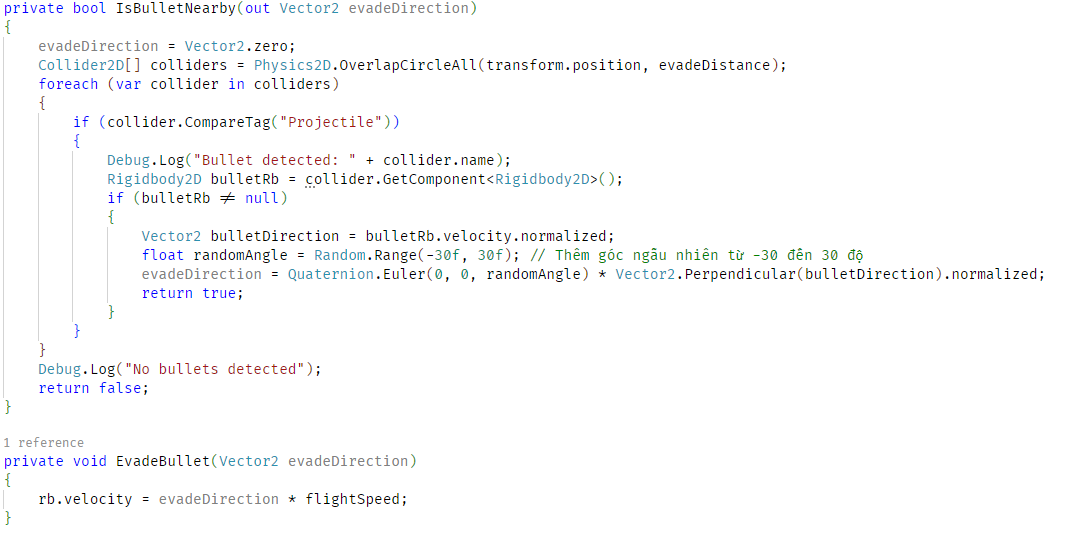 private bool IsBulletNearby(out Vector2 evadeDirection)
{
    evadeDirection = Vector2.zero;
    Collider2D[] colliders = Physics2D.OverlapCircleAll(transform.position, evadeDistance);
    foreach (var collider in colliders)
    {
        if (collider.CompareTag("Projectile"))
        {
            Debug.Log("Bullet detected: " + collider.name);
            Rigidbody2D bulletRb = collider.GetComponent<Rigidbody2D>();
            if (bulletRb ≠ null)
            {
                Vector2 bulletDirection = bulletRb.velocity.normalized;
                float randomAngle = Random.Range(-30f, 30f); // Thêm góc ngẫu nhiên từ -30 đến 30 độ
                evadeDirection = Quaternion.Euler(0, 0, randomAngle) * Vector2.Perpendicular(bulletDirection).normalized;
                return true;
            }
        }
    }
    Debug.Log("No bullets detected");
    return false;
}
1 reference
private void EvadeBullet(Vector2 evadeDirection)
{
    rb.velocity = evadeDirection * flightSpeed;
}